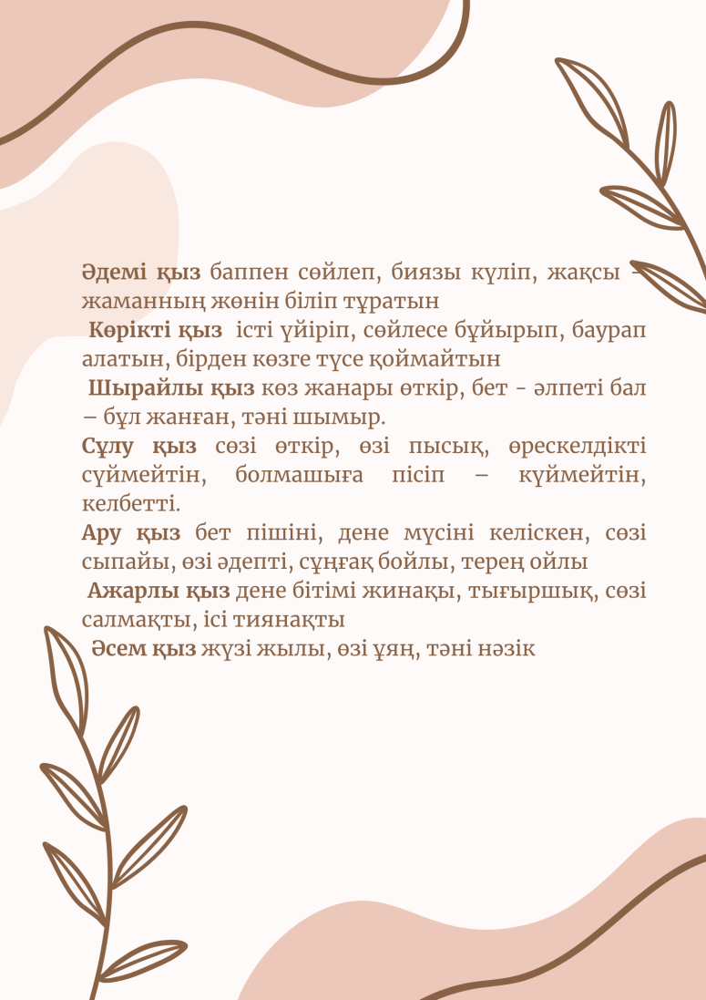 Әдемі қыз баппен сөйлеп, биязы күліп, жақсы -
жаманның жөнін біліп тұратын
Көрікті қыз істі үйіріп, сөйлесе бұйырып, баурап
алатын, бірден көзге түсе қоймайтын
Шырайлы қыз көз жанары өткір, бет - әлпеті бал
– бұл жанған, тәні шымыр.
Сұлу қыз сөзі өткір, өзі пысық, өрескелдікті
сүймейтін, болмашыға пісіп – күймейтін,
келбетті.
Ару қыз бет пішіні, дене мүсіні келіскен, сөзі
сыпайы, өзі әдепті, сұңғақ бойлы, терең ойлы
Ажарлы қыз дене бітімі жинақы, тығыршық, сөзі
салмақты, ісі тиянақты
Әсем қыз жүзі жылы, өзі ұяң, тәні нәзік